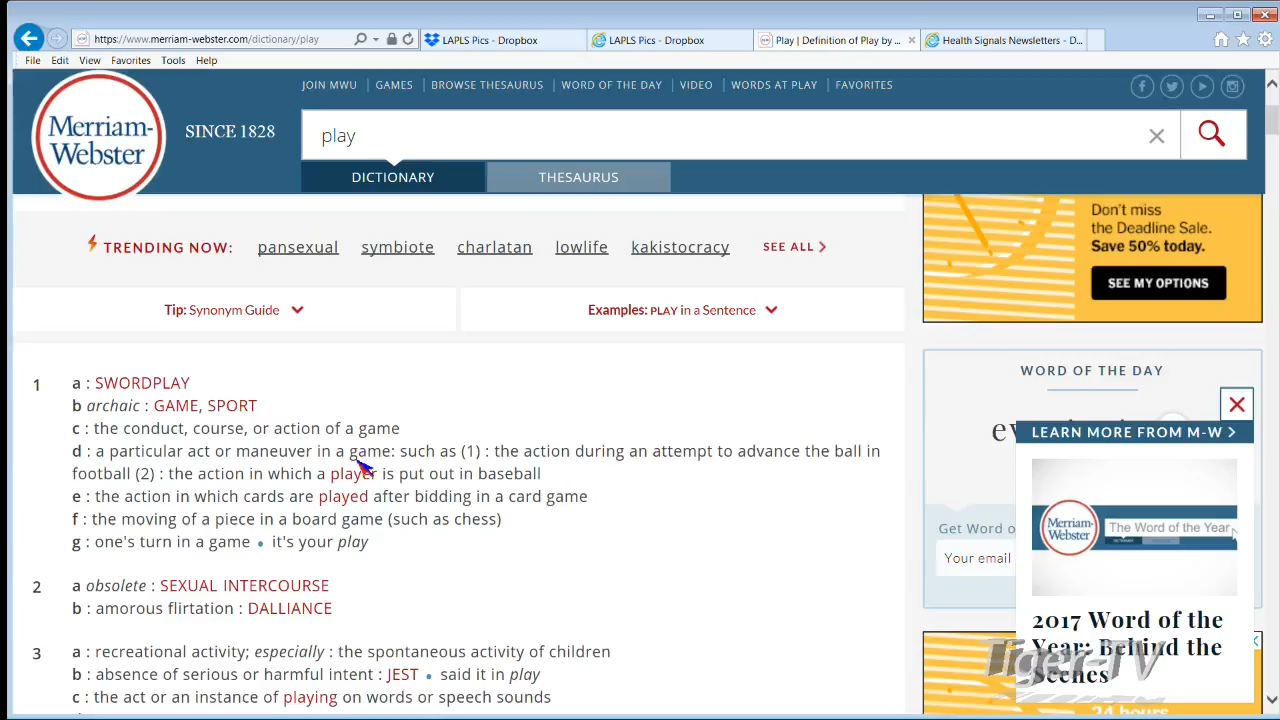 https://www.merriam-webster.com/dictionary/play
LAPLS Pics - Dropbox
LAPLS Pics - Dropbox
Play | Definition of Play by ...
Health Signals Newsletters - D...
File Edit View Favorites Tools Help
JOIN MWU GAMES BROWSE THESAURUS WORD OF THE DAY VIDEO WORDS AT PLAY FAVORITES
Merriam-
Webster
SINCE 1828
play
DICTIONARY THESAURUS
TRENDING NOW: pansexual symbiote charlatan lowlife kakistocracy SEE ALL
Tip: Synonym Guide
Examples: PLAY in a Sentence
1 a : SWORDPLAY
b archaic : GAME, SPORT
c : the conduct, course, or action of a game
d : a particular act or maneuver in a game: such as (1) : the action during an attempt to advance the ball in
football (2) : the action in which a player is put out in baseball
e : the action in which cards are played after bidding in a card game
f : the moving of a piece in a board game (such as chess)
g : one's turn in a game • it's your play
2 a obsolete : SEXUAL INTERCOURSE
b : amorous flirtation : DALLIANCE
3 a : recreational activity; especially : the spontaneous activity of children
b : absence of serious or harmful intent : JEST • said it in play
c : the act or an instance of playing on words or speech sounds
Don't miss
the Deadline Sale.
Save 50% today.
SEE MY OPTIONS
WORD OF THE DAY
Get Word o
Your email
LEARN MORE FROM M-W >
Merriam-
Webster
The Word of the Year
2017 Word of the
Year: Behind the
Scenes
Tiger-TV
24 hours